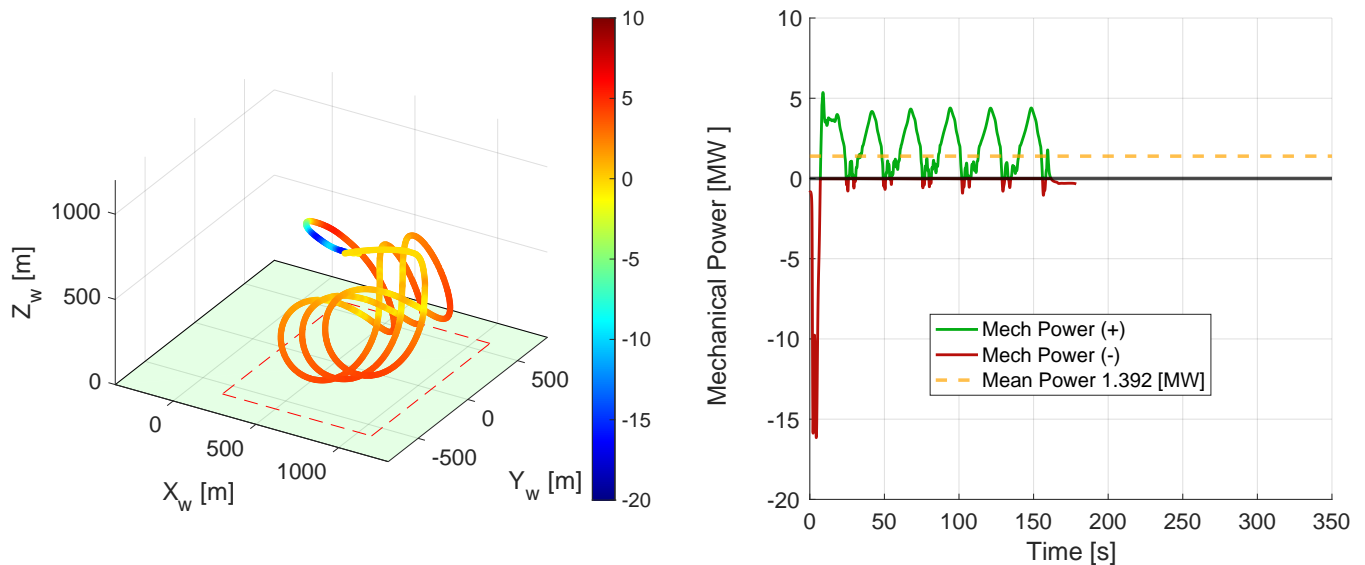 1000
500
0
Z_w [m]
0
500
1000
X_w [m]
-500
0
500
Y_w [m]
10
5
0
-5
-10
-15
-20
10
5
0
-5
-10
-15
-20
Mechanical Power [MW ]
Mech Power (+)
Mech Power (-)
Mean Power 1.392 [MW]
0 50 100 150 200 250 300 350
Time [s]